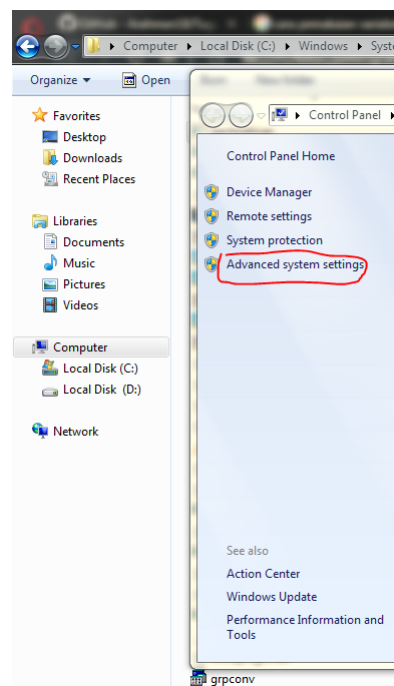 Computer ▸ Local Disk (C:) ▸ Windows ▸ Syste
Organize ▾ Open
Favorites
Desktop
Downloads
Recent Places
Libraries
Documents
Music
Pictures
Videos
Computer
Local Disk (C:)
Local Disk (D:)
Network
Control Panel
Control Panel Home
Device Manager
Remote settings
System protection
Advanced system settings
See also
Action Center
Windows Update
Performance Information and
Tools
grpconv